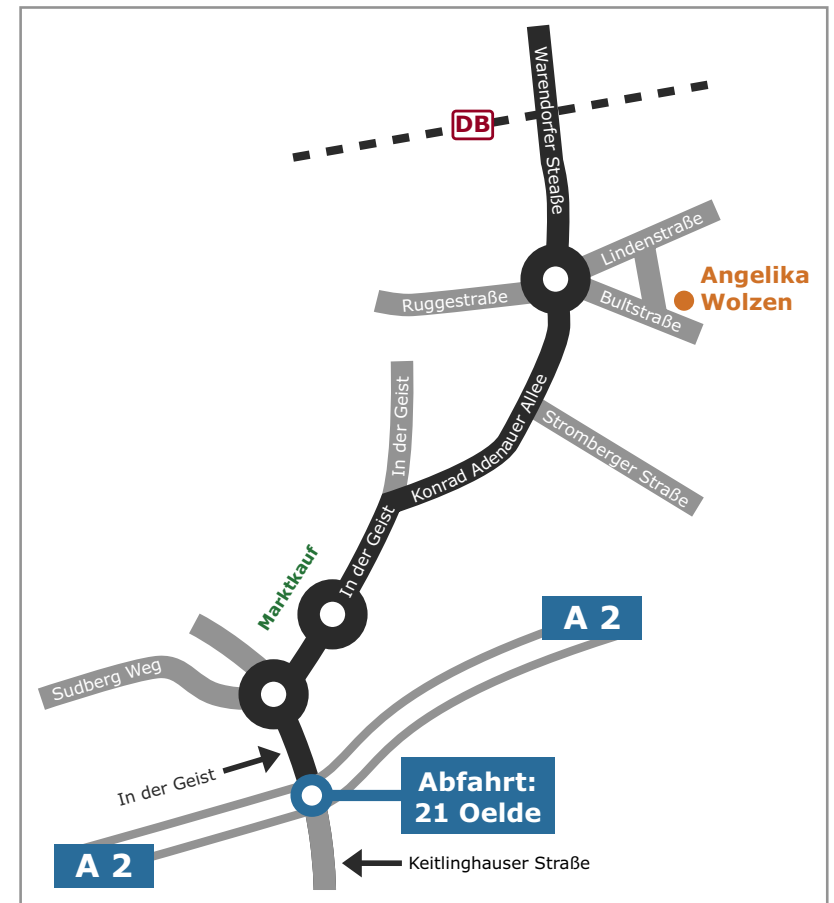 Warendorfer Steaße
DB
Lindenstraße
Angelika
Wolzen
Ruggestraße
Bultstraße
In der Geist
Konrad Adenauer Allee
Stromberger Straße
In der Geist
Marktkauf
A 2
Sudberg Weg
In der Geist
Abfahrt:
21 Oelde
A 2
Keitlinghauser Straße